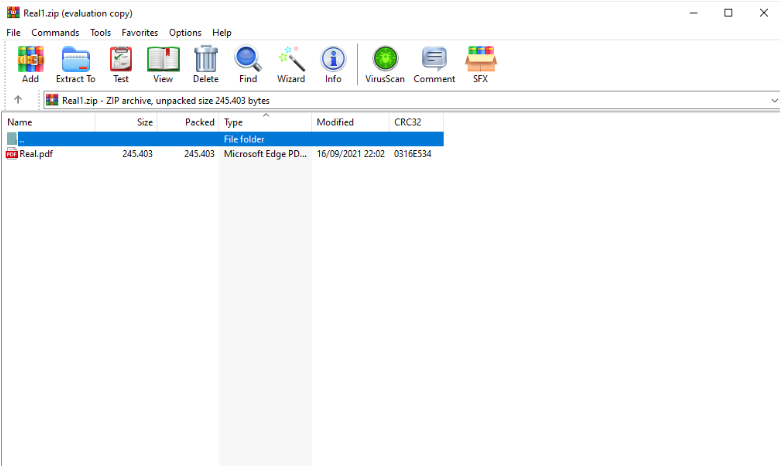 Real1.zip (evaluation copy)
File Commands Tools Favorites Options Help
Add Extract To Test View Delete Find Wizard Info VirusScan Comment SFX
Real1.zip - ZIP archive, unpacked size 245.403 bytes
Name Size Packed Type Modified CRC32
.. File folder
PDF Real.pdf 245.403 245.403 Microsoft Edge PD... 16/09/2021 22:02 0316E534